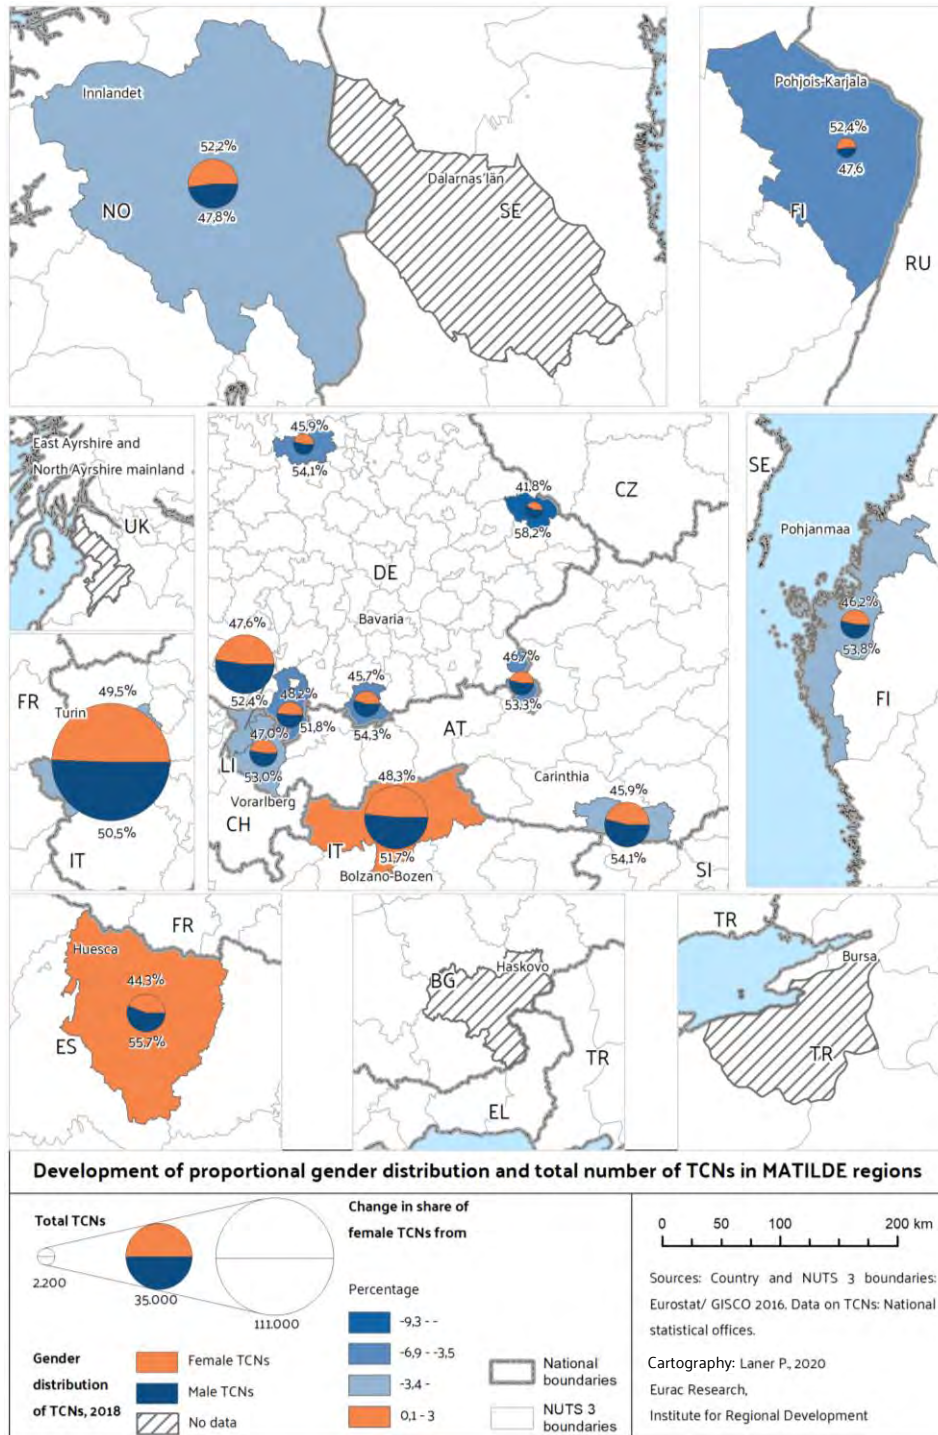 Innlandet
52,2%
NO
47,8%
Dalarnas'län
SE
Pohjois-Karjala
52,4%
47,6
FI
RU
East Ayrshire and
North Ayrshire mainland
UK
45,9%
54,1%
41,8%
58,2%
CZ
DE
Bavaria
47,6%
52,4%
48,2%
51,8%
45,7%
54,3%
46,7%
53,3%
47,0%
53,0%
LI
AT
Vorarlberg
CH
48,3%
51,7%
IT
Bolzano-Bozen
Carinthia
45,9%
54,1%
SI
SE
Pohjanmaa
46,2%
53,8%
FI
FR
49,5%
Turin
50,5%
IT
FR
Huesca
44,3%
55,7%
ES
BG
Haskovo
TR
EL
TR
Bursa
TR
Development of proportional gender distribution and total number of TCNs in MATILDE regions
Total TCNs
2.200
35.000
111.000
Gender
distribution
of TCNs, 2018
Female TCNs
Male TCNs
No data
Change in share of
female TCNs from
Percentage
-9,3 - -
-6,9 - -3,5
-3,4 -
0,1 - 3
National
boundaries
NUTS 3
boundaries
0 50 100 200 km
Sources: Country and NUTS 3 boundaries:
Eurostat/ GISCO 2016. Data on TCNs: National
statistical offices.
Cartography: Laner P., 2020
Eurac Research,
Institute for Regional Development